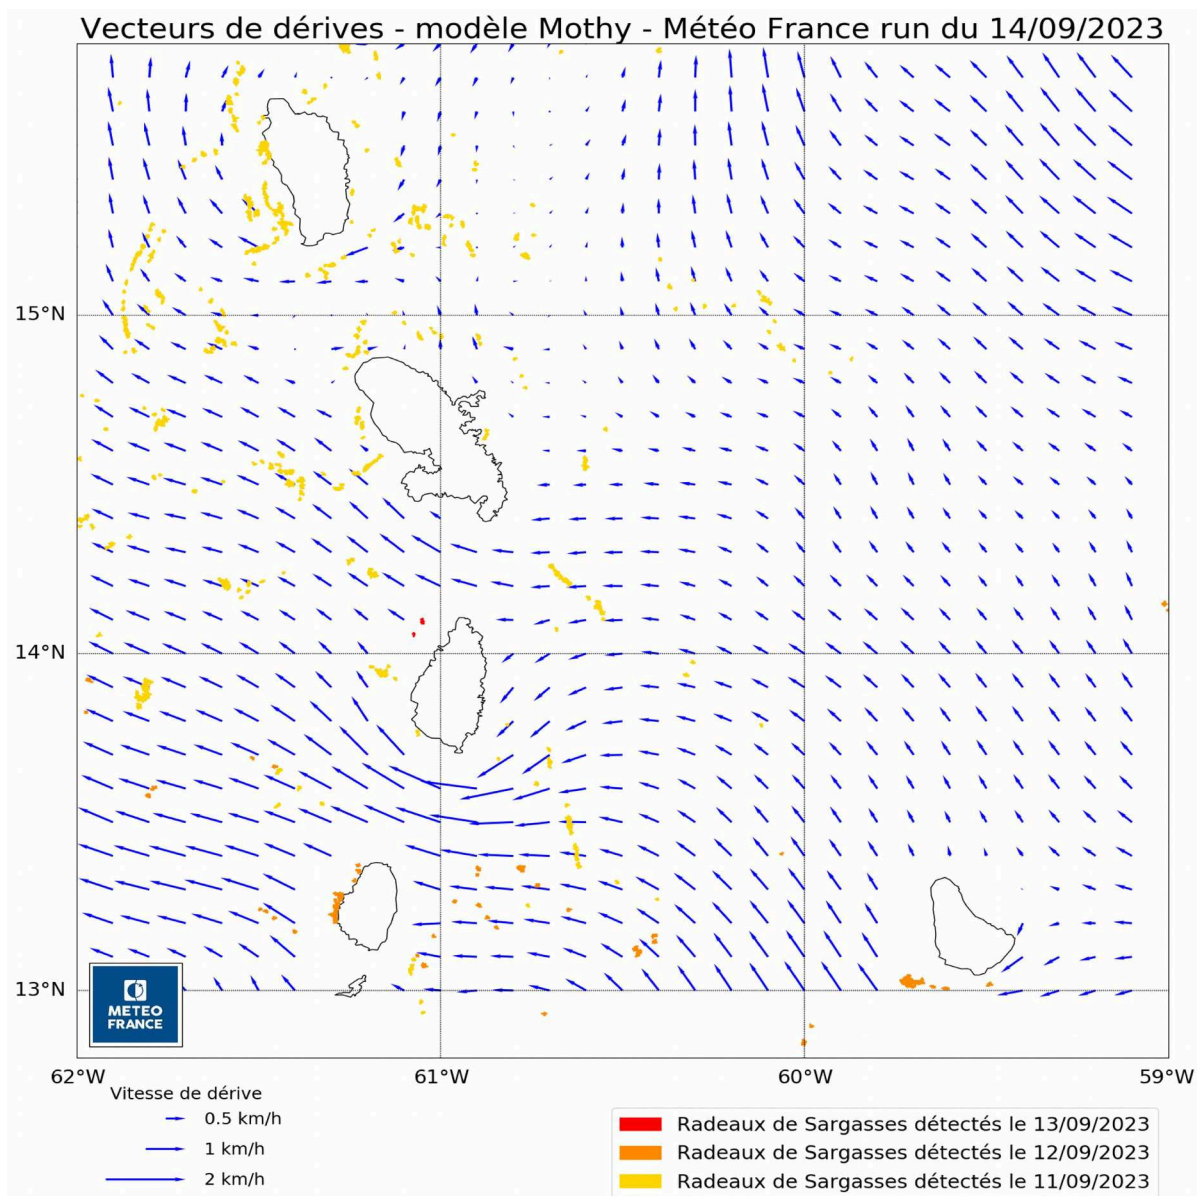 Vecteurs de dérives - modèle Mothy - Météo France run du 14/09/2023
15°N
14°N
13°N
METEO
FRANCE
62°W
61°W
60°W
59°W
Vitesse de dérive
0.5 km/h
1 km/h
2 km/h
Radeaux de Sargasses détectés le 13/09/2023
Radeaux de Sargasses détectés le 12/09/2023
Radeaux de Sargasses détectés le 11/09/2023